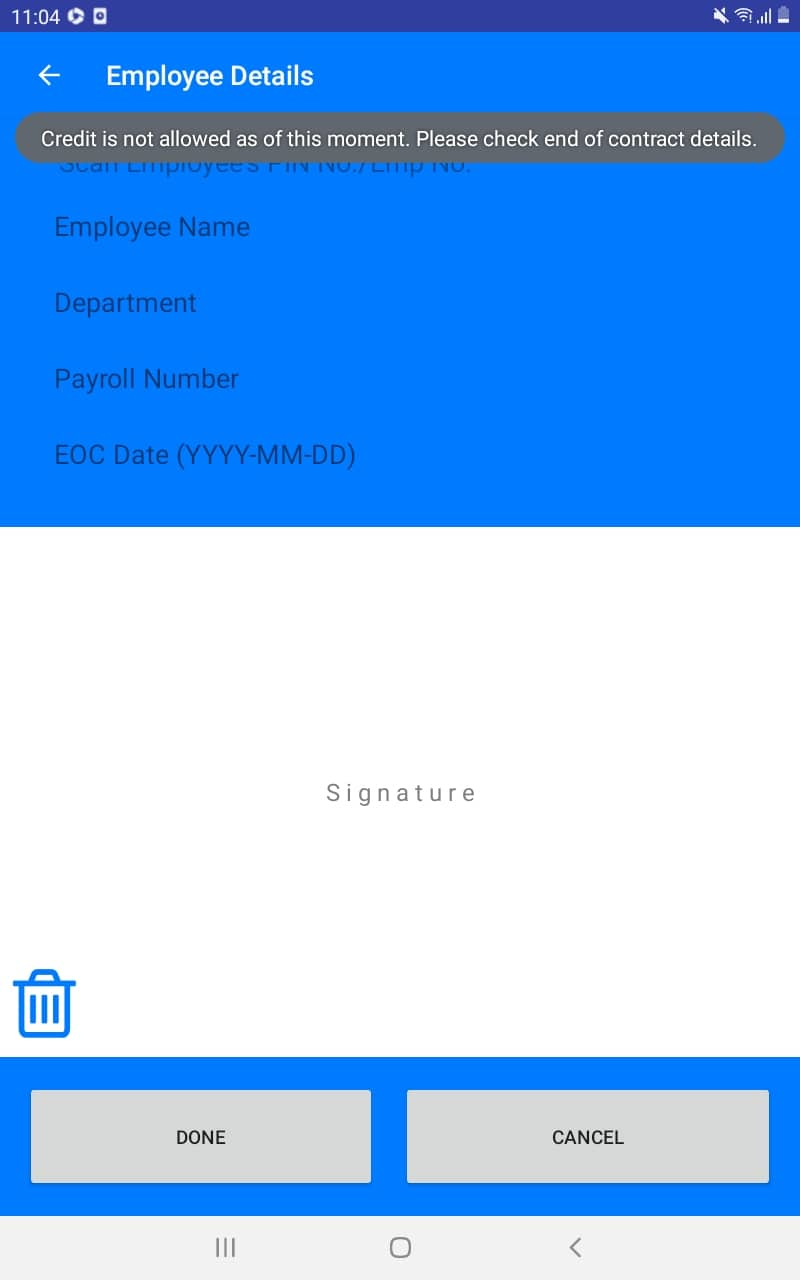 11:04
Employee Details
Credit is not allowed as of this moment. Please check end of contract details.
Scan Employee's PIN No./Emp No.
Employee Name
Department
Payroll Number
EOC Date (YYYY-MM-DD)
Signature
DONE
CANCEL